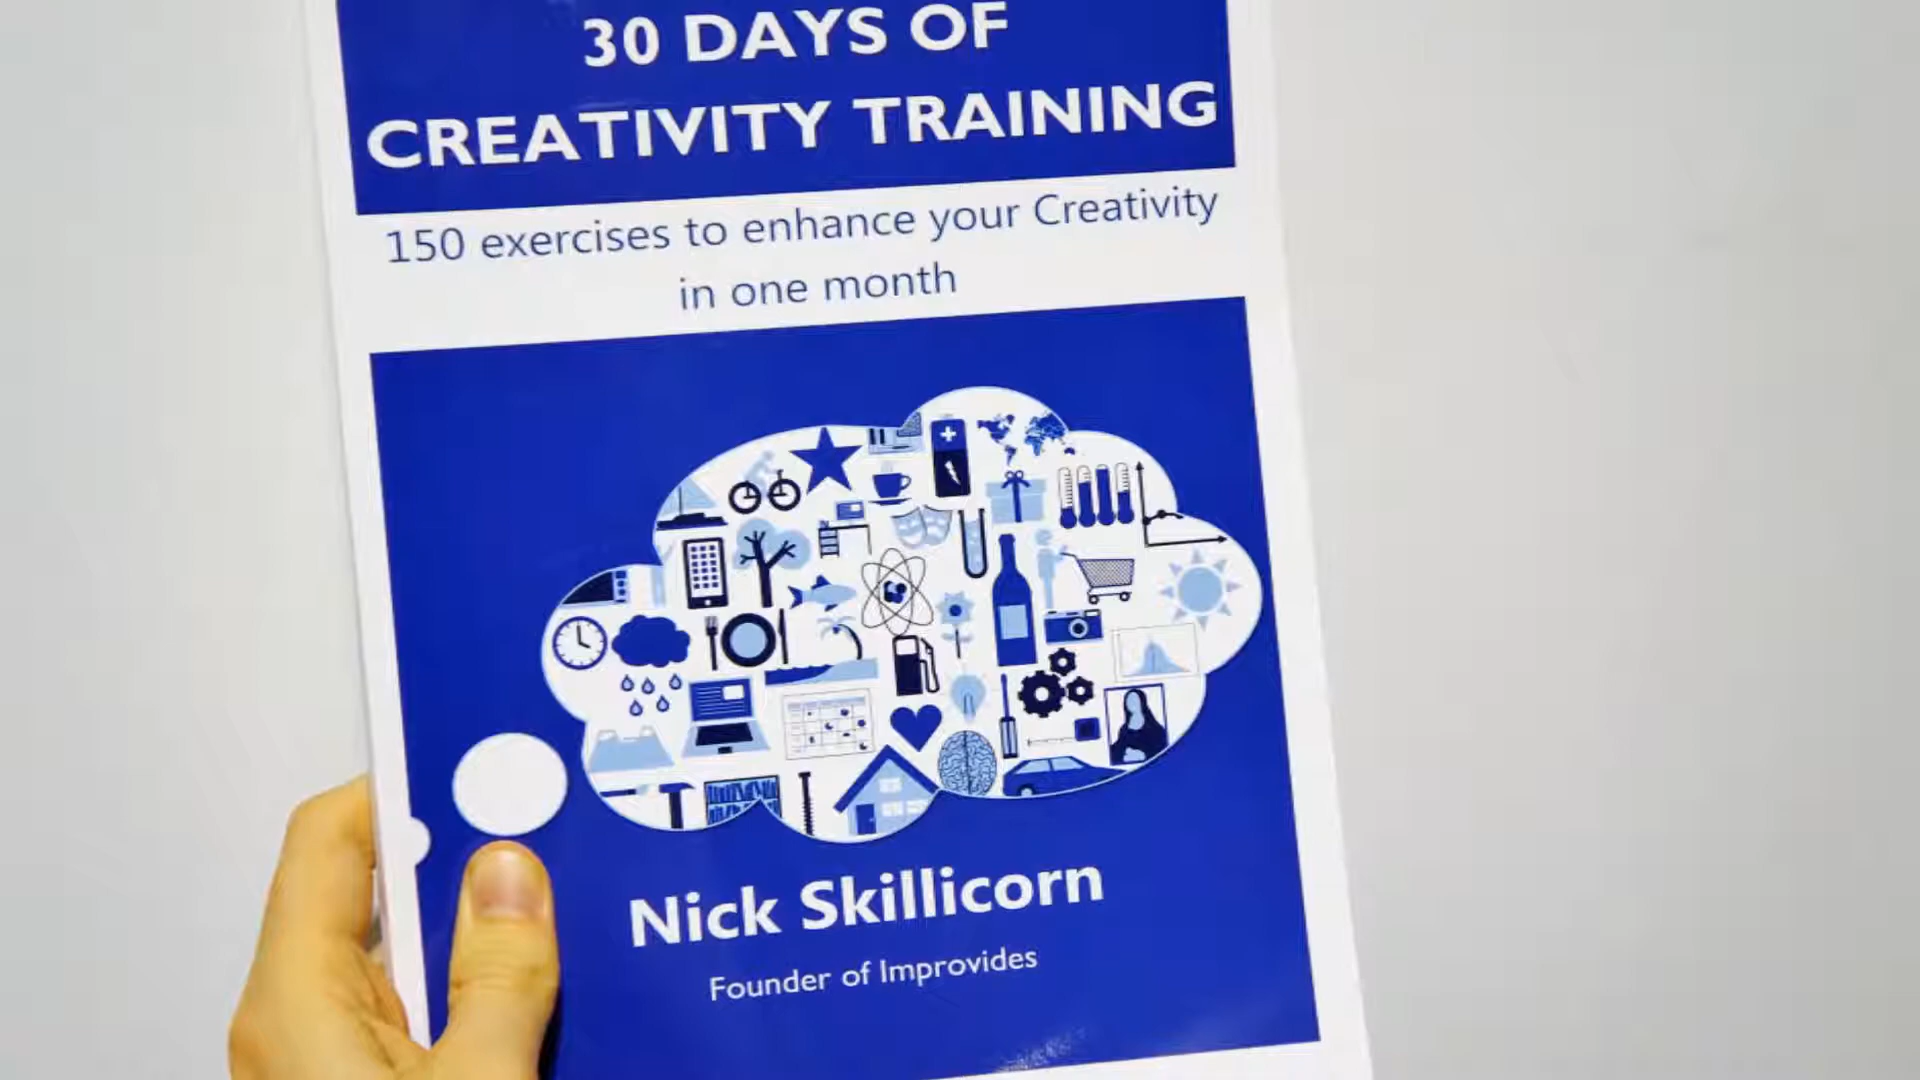 30 DAYS OF
CREATIVITY TRAINING
150 exercises to enhance your Creativity
in one month
Nick Skillicorn
Founder of Improvides